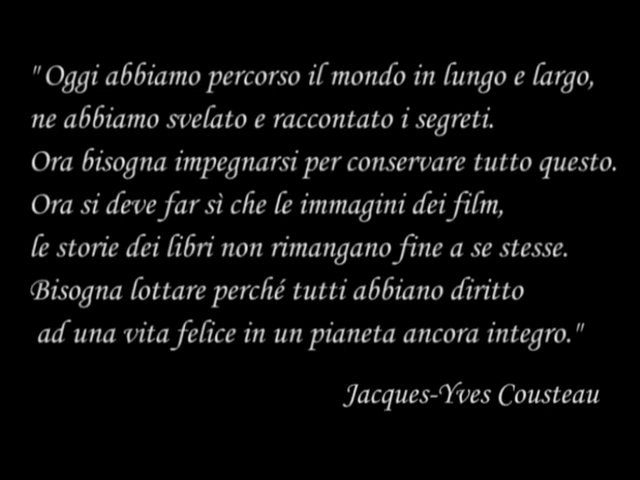 "Oggi abbiamo percorso il mondo in lungo e largo,
ne abbiamo svelato e raccontato i segreti.
Ora bisogna impegnarsi per conservare tutto questo.
Ora si deve far sì che le immagini dei film,
le storie dei libri non rimangano fine a se stesse.
Bisogna lottare perché tutti abbiano diritto
ad una vita felice in un pianeta ancora integro."
Jacques-Yves Cousteau